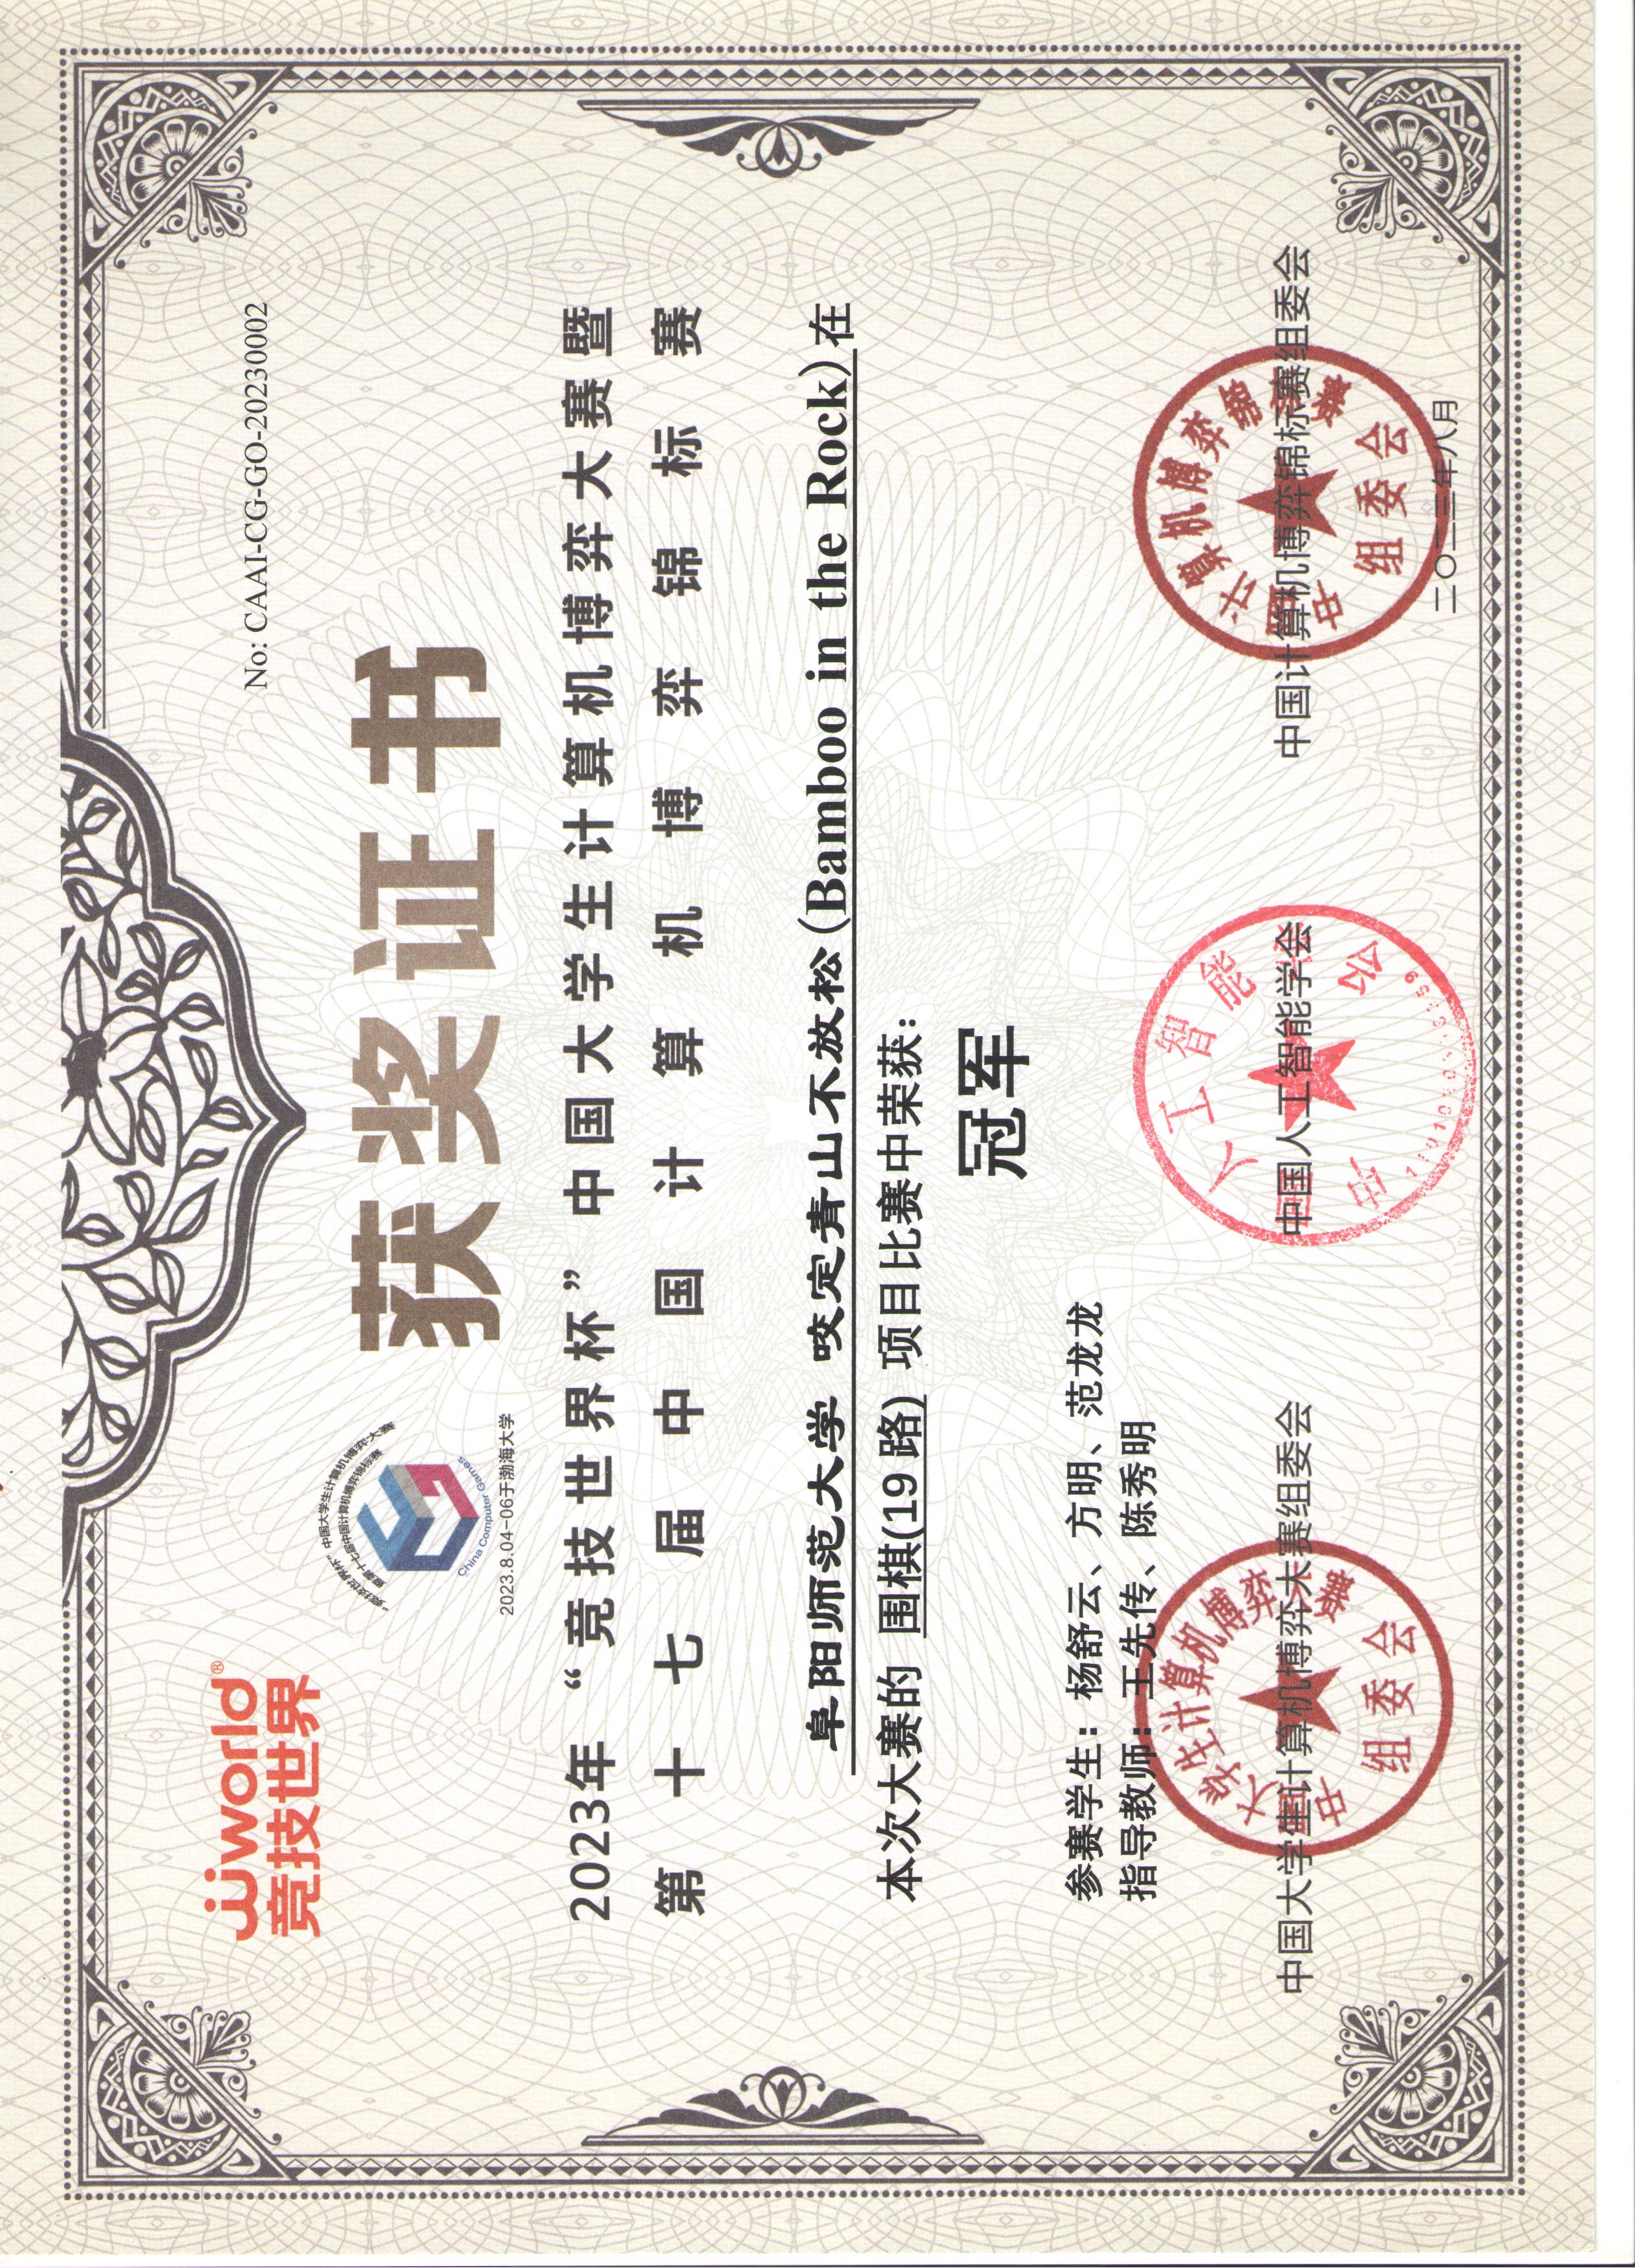 jjworld®
竞技世界
No: CAAI-CG-GO-20230002
“竞技世界杯”中国大学生计算机博弈大赛
暨第十七届中国计算机博弈锦标赛
China Computer Games
2023.8.04-06于渤海大学
获奖证书
2023年“竞技世界杯”中国大学生计算机博弈大赛暨
第十七届中国计算机博弈锦标赛
阜阳师范大学 咬定青山不放松(Bamboo in the Rock)在
本次大赛的 围棋(19 路) 项目比赛中荣获:
冠军
参赛学生：杨舒云、方明、范龙龙
指导教师：王先传、陈秀明
中国大学生计算机博弈大赛组委会
中国人工智能学会
中国计算机博弈锦标赛组委会
中国大学生计算机博弈大赛
组委会
中国人工智能学会
中国计算机博弈锦标赛
组委会
二〇二三年八月